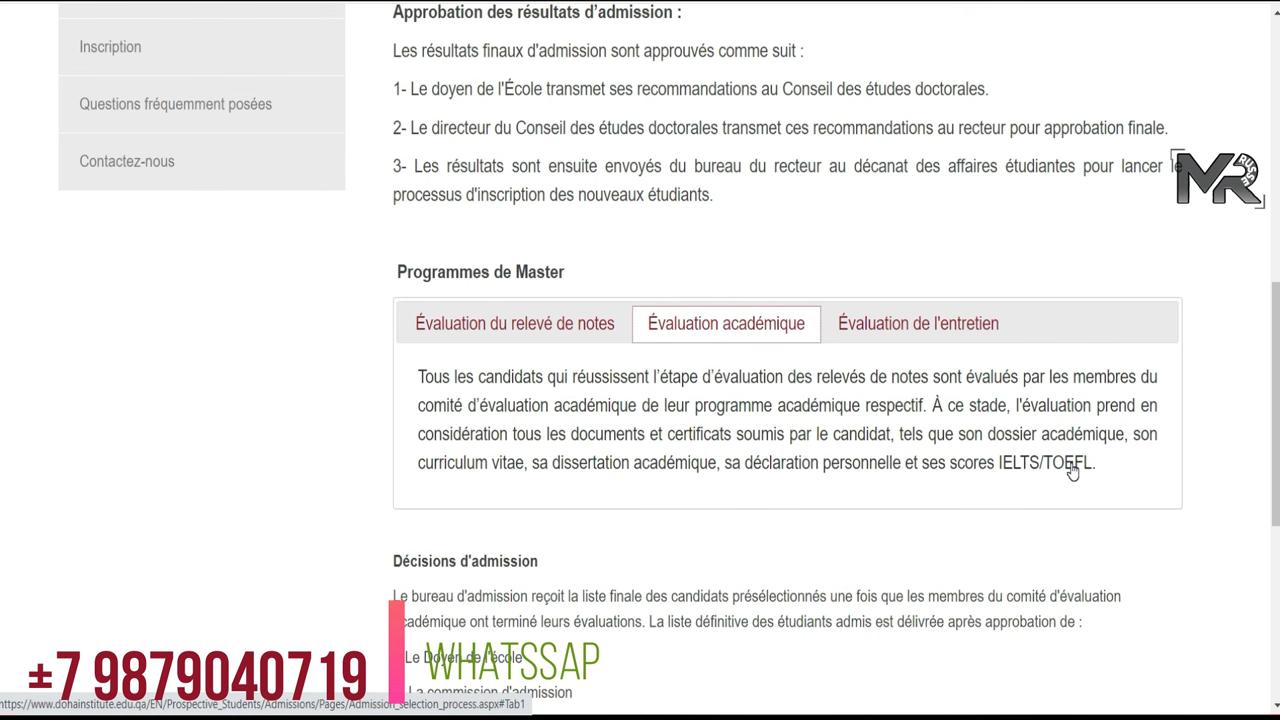 Inscription
Questions fréquemment posées
Contactez-nous
Approbation des résultats d’admission :
Les résultats finaux d'admission sont approuvés comme suit :
1- Le doyen de l'École transmet ses recommandations au Conseil des études doctorales.
2- Le directeur du Conseil des études doctorales transmet ces recommandations au recteur pour approbation finale.
3- Les résultats sont ensuite envoyés du bureau du recteur au décanat des affaires étudiantes pour lancer le
processus d'inscription des nouveaux étudiants.
MR
RUSSIE
Programmes de Master
Évaluation du relevé de notes
Évaluation académique
Évaluation de l'entretien
Tous les candidats qui réussissent l’étape d’évaluation des relevés de notes sont évalués par les membres du
comité d’évaluation académique de leur programme académique respectif. À ce stade, l'évaluation prend en
considération tous les documents et certificats soumis par le candidat, tels que son dossier académique, son
curriculum vitae, sa dissertation académique, sa déclaration personnelle et ses scores IELTS/TOEFL.
Décisions d'admission
Le bureau d'admission reçoit la liste finale des candidats présélectionnés une fois que les membres du comité d'évaluation
académique ont terminé leurs évaluations. La liste définitive des étudiants admis est délivrée après approbation de :
Le Doyen de l'école
La commission d'admission
±7 9879040719
WHATSSAP
https://www.dohainstitute.edu.qa/EN/Prospective_Students/Admissions/Pages/Admission_selection_process.aspx#Tab1